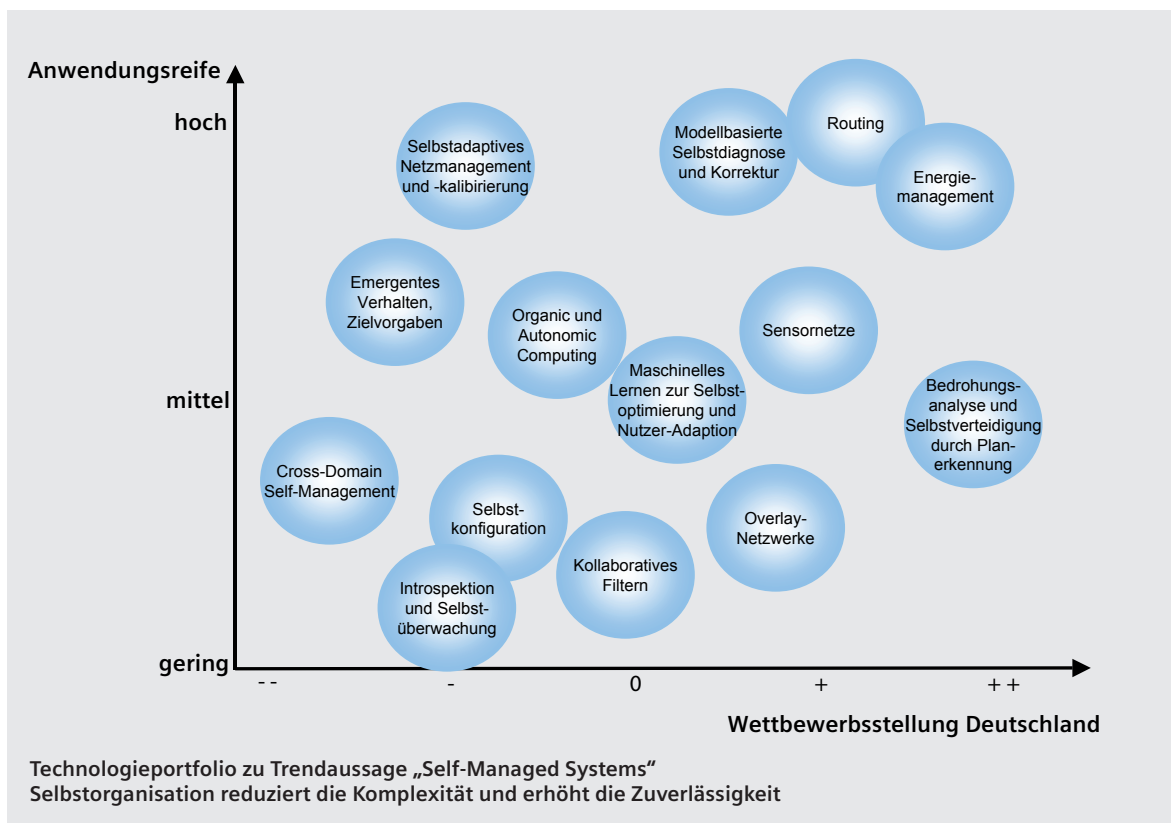 Anwendungsreife
hoch
Selbstadaptives
Netzmanagement
und -kalibirierung
Modellbasierte
Selbstdiagnose
und Korrektur
Routing
Energie-
management
Emergentes
Verhalten,
Zielvorgaben
Organic und
Autonomic
Computing
Sensornetze
mittel
Maschinelles
Lernen zur Selbst-
optimierung und
Nutzer-Adaption
Bedrohungs-
analyse und
Selbstverteidigung
durch Plan-
erkennung
Cross-Domain
Self-Management
Selbst-
konfiguration
Overlay-
Netzwerke
Kollaboratives
Filtern
Introspektion
und Selbst-
überwachung
gering
-- - 0 + ++
Wettbewerbsstellung Deutschland
Technologieportfolio zu Trendaussage „Self-Managed Systems“
Selbstorganisation reduziert die Komplexität und erhöht die Zuverlässigkeit